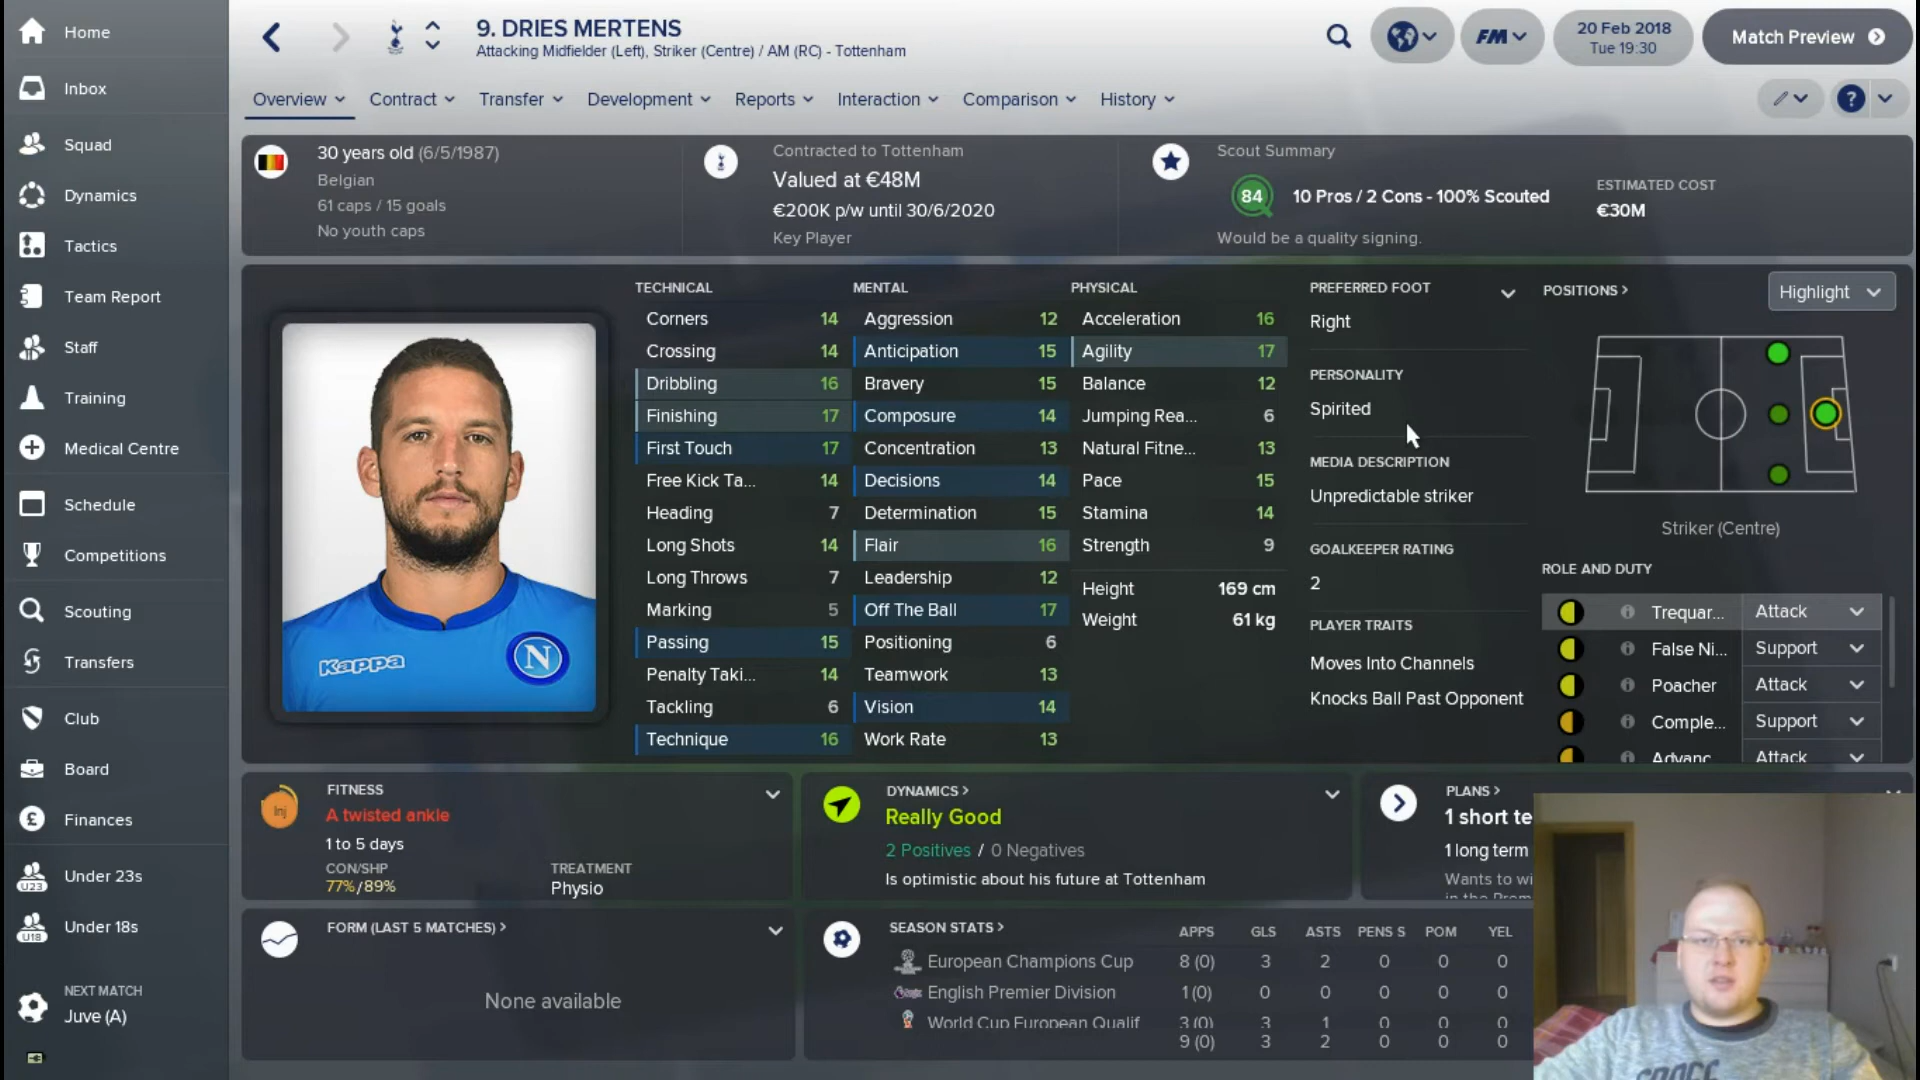 Home
Inbox
Squad
Dynamics
Tactics
Team Report
Staff
Training
Medical Centre
Schedule
Competitions
Scouting
Transfers
Club
Board
Finances
U23
Under 23s
U18
Under 18s
NEXT MATCH
Juve (A)
9. DRIES MERTENS
Attacking Midfielder (Left), Striker (Centre) / AM (RC) - Tottenham
FM
20 Feb 2018
Tue 19:30
Match Preview
Overview Contract Transfer Development Reports Interaction Comparison History
?
30 years old (6/5/1987)
Belgian
61 caps / 15 goals
No youth caps
Contracted to Tottenham
Valued at €48M
€200K p/w until 30/6/2020
Key Player
Scout Summary
84
10 Pros / 2 Cons - 100% Scouted
Would be a quality signing.
ESTIMATED COST
€30M
TECHNICAL
Corners 14
Crossing 14
Dribbling 16
Finishing 17
First Touch 17
Free Kick Ta... 14
Heading 7
Long Shots 14
Long Throws 7
Marking 5
Passing 15
Penalty Taki... 14
Tackling 6
Technique 16
MENTAL
Aggression 12
Anticipation 15
Bravery 15
Composure 14
Concentration 13
Decisions 14
Determination 15
Flair 16
Leadership 12
Off The Ball 17
Positioning 6
Teamwork 13
Vision 14
Work Rate 13
PHYSICAL
Acceleration 16
Agility 17
Balance 12
Jumping Rea... 6
Natural Fitne... 13
Pace 15
Stamina 14
Strength 9
Height 169 cm
Weight 61 kg
PREFERRED FOOT
Right
PERSONALITY
Spirited
MEDIA DESCRIPTION
Unpredictable striker
GOALKEEPER RATING
2
PLAYER TRAITS
Moves Into Channels
Knocks Ball Past Opponent
POSITIONS >
Highlight
Striker (Centre)
ROLE AND DUTY
Trequar... Attack
False Ni... Support
Poacher Attack
Comple... Support
Advanc Attack
Kappa
N
FITNESS
Inj
A twisted ankle
1 to 5 days
CON/SHP
77%/89%
TREATMENT
Physio
DYNAMICS >
Really Good
2 Positives / 0 Negatives
Is optimistic about his future at Tottenham
PLANS >
1 short te
1 long term
Wants to wi
in the Prem
FORM (LAST 5 MATCHES) >
None available
SEASON STATS > APPS GLS ASTS PENS S POM YEL
European Champions Cup 8 (0) 3 2 0 0 0
English Premier Division 1 (0) 0 0 0 0 0
World Cup European Qualif 3 (0) 3 1 0 0 0
9 (0) 3 2 0 0 0